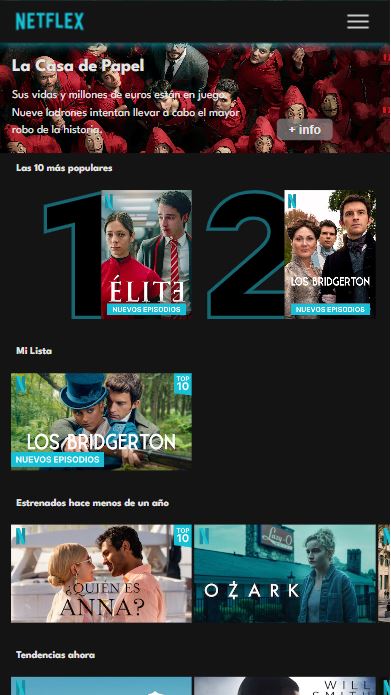 NETFLEX
La Casa de Papel
Sus vidas y millones de euros están en juego.
Nueve ladrones intentan llevar a cabo el mayor
robo de la historia.
+ info
Las 10 más populares
1
N
ÉLITE
NUEVOS EPISODIOS
2
N
LOS BRIDGERTON
NUEVOS EPISODIOS
Mi Lista
N
TOP
10
LOS BRIDGERTON
NUEVOS EPISODIOS
Estrenados hace menos de un año
N
TOP
10
¿QUIÉN ES
ANNA?
N
OZARK
Tendencias ahora
N
WILL
SMITH